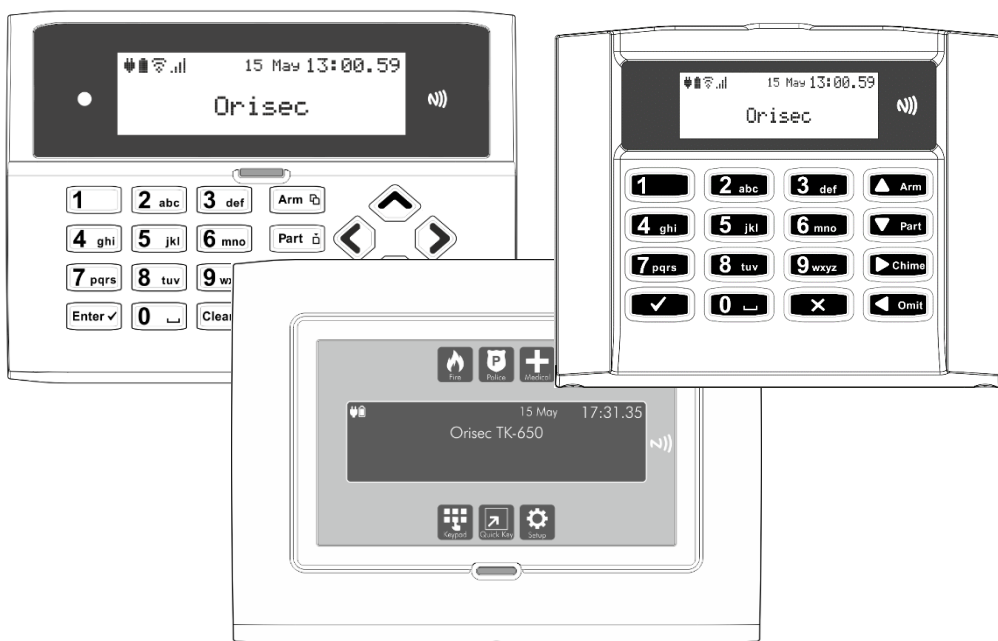 15 May 13:00.59
Orisec
1
2 abc
3 def
Arm
4 ghi
5 jkl
6 mno
Part
7 pqrs
8 tuv
9
Enter
0
15 May 13:00.59
Orisec
1
2 abc
3 def
Arm
4 ghi
5 jkl
6 mno
Part
7 pqrs
8 tuv
9 wxyz
Chime
0
Omit
P
Fire
Police
Medical
15 May 17:31.35
Orisec TK-650
Keypad
Quick Key
Setup